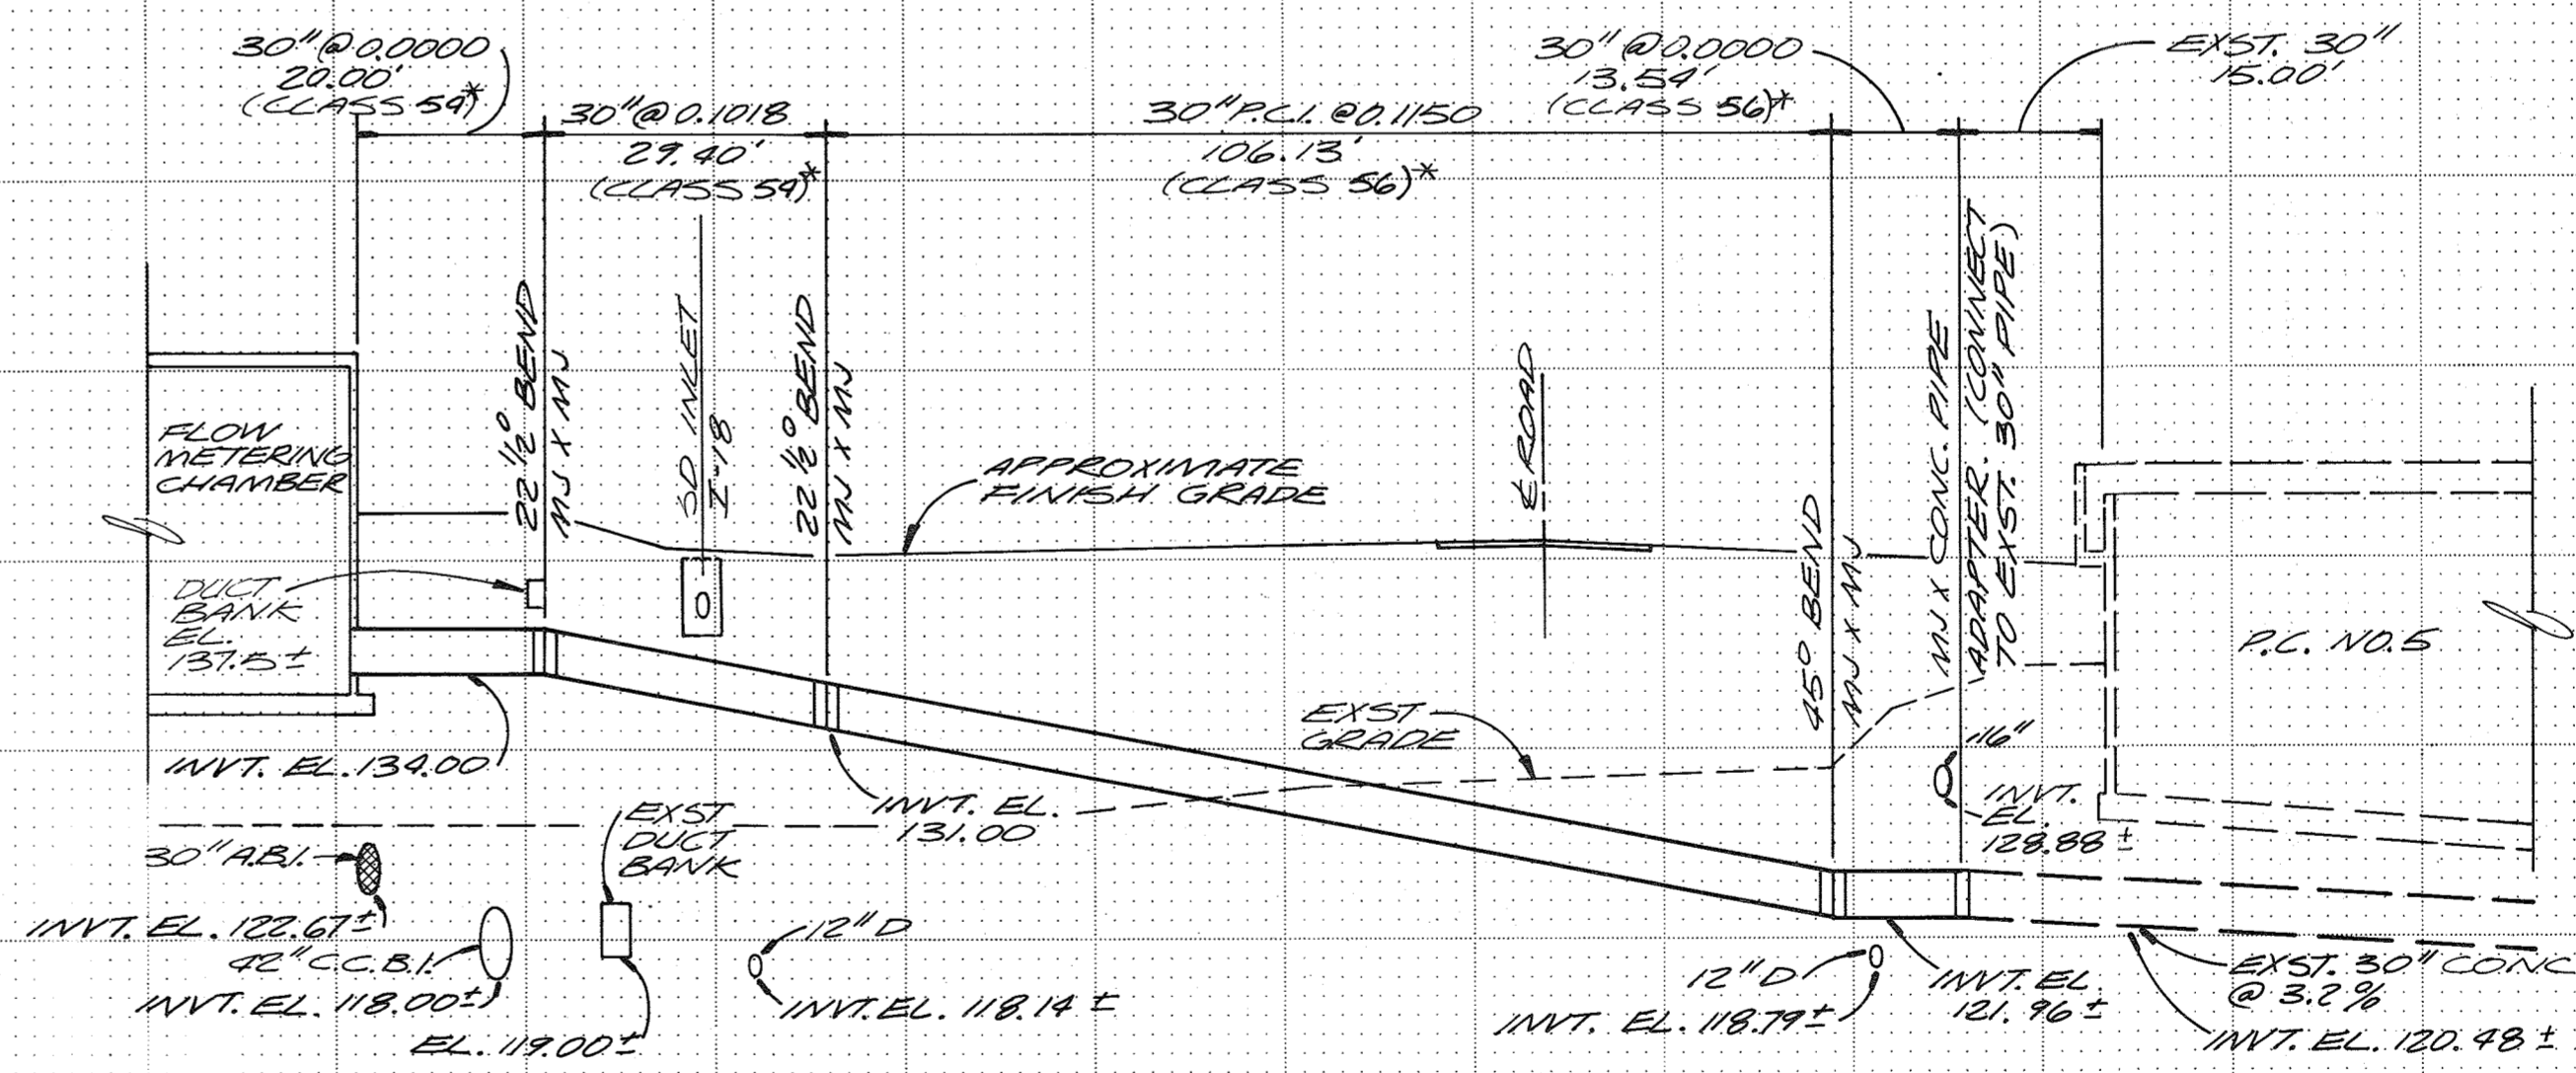 30" @ 0.0000
20.00'
(CLASS 54)*
30" @ 0.1018
29.40'
(CLASS 54)*
30" P.C.I. @ 0.1150
106.13'
(CLASS 56)*
30" @ 0.0000
13.54'
(CLASS 56)*
EXST. 30"
15.00'
22 1/2° BEND
MJ X MJ
SD INLET
I-18
22 1/2° BEND
MJ X MJ
APPROXIMATE
FINISH GRADE
℄ ROAD
45° BEND
MJ X MJ
MJ X CONC. PIPE
ADAPTER. (CONNECT
TO EXST. 30" PIPE)
FLOW
METERING
CHAMBER
DUCT
BANK
EL.
137.5±
P.C. NO.5
INVT. EL. 134.00
INVT. EL.
131.00
EXST
GRADE
16"
INVT.
EL.
128.88±
EXST
DUCT
BANK
30" A.B.I.
INVT. EL. 122.67±
42" C.C.B.I.
INVT. EL. 118.00±
EL. 119.00±
12" D
INVT. EL. 118.14±
12" D
INVT. EL. 118.79±
INVT. EL.
121.96±
EXST. 30" CONC
@ 3.2%
INVT. EL. 120.48±